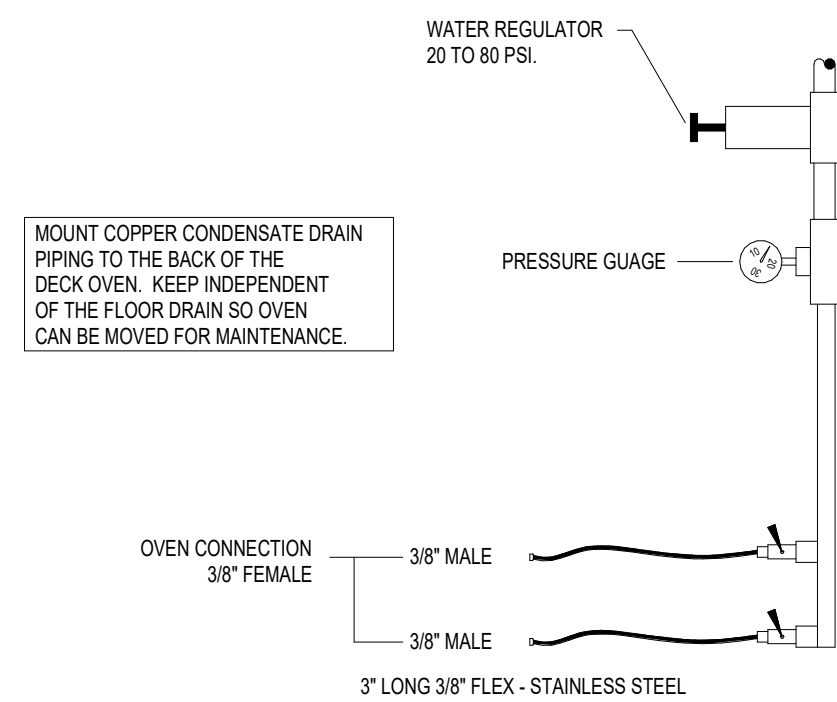 WATER REGULATOR
20 TO 80 PSI.
MOUNT COPPER CONDENSATE DRAIN
PIPING TO THE BACK OF THE
DECK OVEN. KEEP INDEPENDENT
OF THE FLOOR DRAIN SO OVEN
CAN BE MOVED FOR MAINTENANCE.
PRESSURE GUAGE
10
20
30
OVEN CONNECTION
3/8" FEMALE
3/8" MALE
3/8" MALE
3" LONG 3/8" FLEX - STAINLESS STEEL